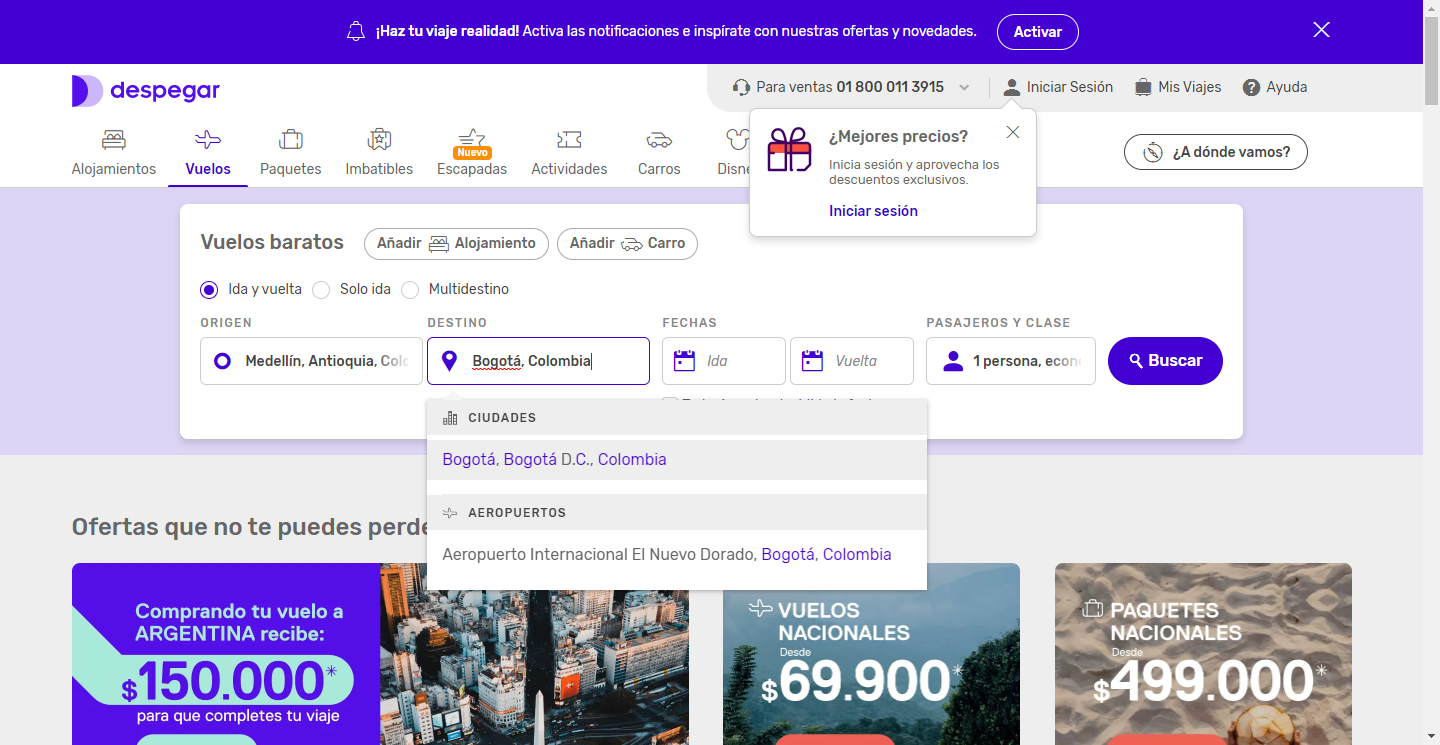 ¡Haz tu viaje realidad! Activa las notificaciones e inspírate con nuestras ofertas y novedades.
Activar
despegar
Para ventas 01 800 011 3915
Iniciar Sesión
Mis Viajes
Ayuda
Alojamientos
Vuelos
Paquetes
Imbatibles
Nuevo
Escapadas
Actividades
Carros
Disne
¿A dónde vamos?
¿Mejores precios?
Inicia sesión y aprovecha los
descuentos exclusivos.
Iniciar sesión
Vuelos baratos
Añadir Alojamiento
Añadir Carro
Ida y vuelta
Solo ida
Multidestino
ORIGEN
DESTINO
FECHAS
PASAJEROS Y CLASE
Medellín, Antioquia, Colo
Bogotá, Colombia
Ida
Vuelta
1 persona, econ
Buscar
CIUDADES
Bogotá, Bogotá D.C., Colombia
AEROPUERTOS
Aeropuerto Internacional El Nuevo Dorado, Bogotá, Colombia
Ofertas que no te puedes perde
Comprando tu vuelo a
ARGENTINA recibe:
$150.000*
para que completes tu viaje
VUELOS
NACIONALES
Desde
$69.900*
PAQUETES
NACIONALES
Desde
$499.000*